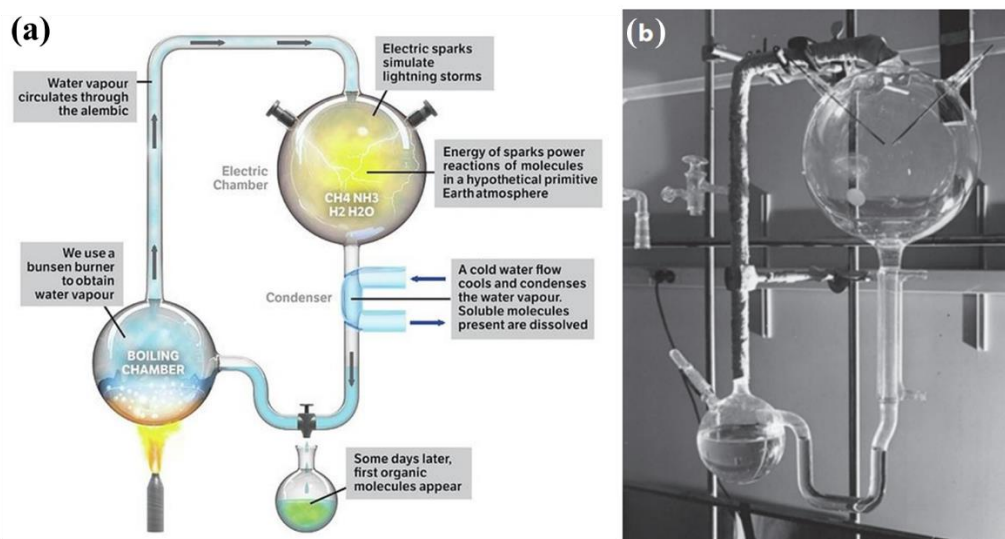 (a)
Water vapour
circulates through
the alembic
Electric sparks
simulate
lightning storms
Electric
Chamber
CH4 NH3
H2 H2O
Energy of sparks power
reactions of molecules
in a hypothetical primitive
Earth atmosphere
We use a
bunsen burner
to obtain
water vapour
Condenser
A cold water flow
cools and condenses
the water vapour.
Soluble molecules
present are dissolved
BOILING
CHAMBER
Some days later,
first organic
molecules appear
(b)